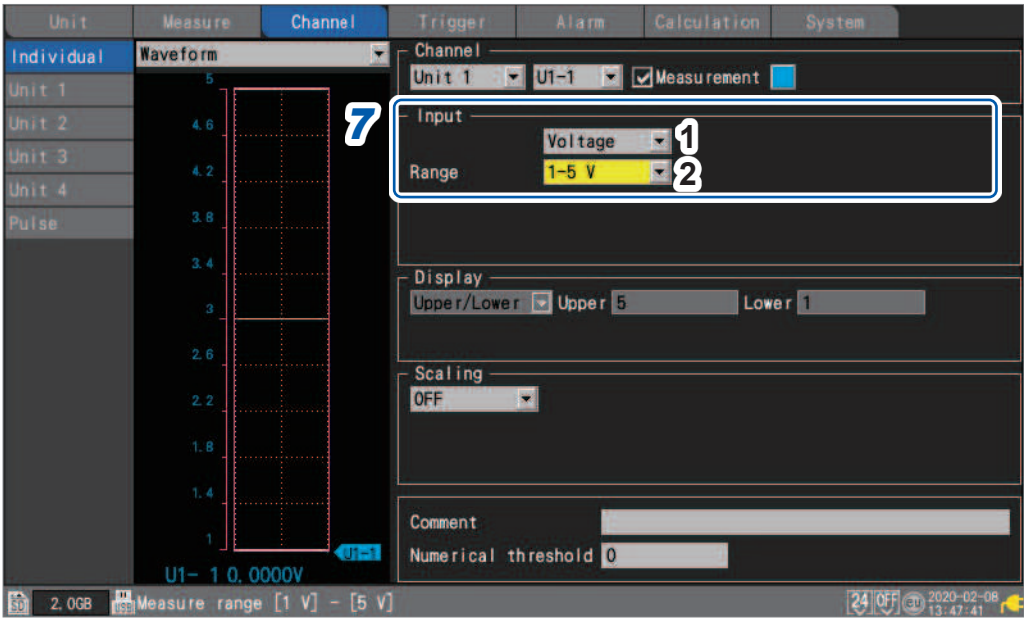 Unit Measure Channel Trigger Alarm Calculation System
Individual
Unit 1
Unit 2
Unit 3
Unit 4
Pulse
Waveform
5
4.6
4.2
3.8
3.4
3
2.6
2.2
1.8
1.4
1
U1-1
U1- 1 0.0000V
Channel
Unit 1 U1-1 Measurement
7
Input
Voltage 1
Range 1-5 V 2
Display
Upper/Lower Upper 5 Lower 1
Scaling
OFF
Comment
Numerical threshold 0
SD 2.0GB USB Measure range [1 V] - [5 V]
24 OFF eu 2020-02-08
13:47:41